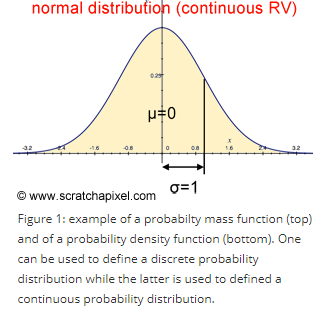 normal distribution (continuous RV)
0.25
μ=0
-3.2 -2.4 -1.6 -0.8 0 0.8 1.6 2.4 3.2
x
σ=1
© www.scratchapixel.com
Figure 1: example of a probabilty mass function (top)
and of a probability density function (bottom). One
can be used to define a discrete probability
distribution while the latter is used to defined a
continuous probability distribution.